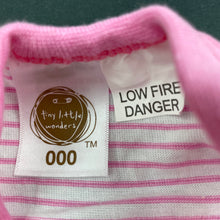 tiny little
wonders
TM
000
LOW FIRE
DANGER